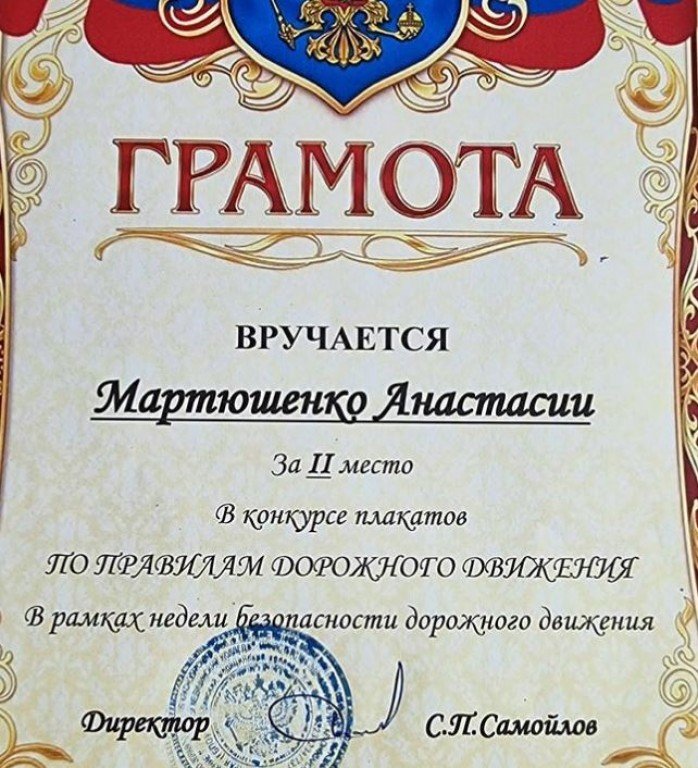 ГРАМОТА
ВРУЧАЕТСЯ
Мартюшенко Анастасии
За II место
В конкурсе плакатов
ПО ПРАВИЛАМ ДОРОЖНОГО ДВИЖЕНИЯ
В рамках недели безопасности дорожного движения
Директор С.П.Самойлов